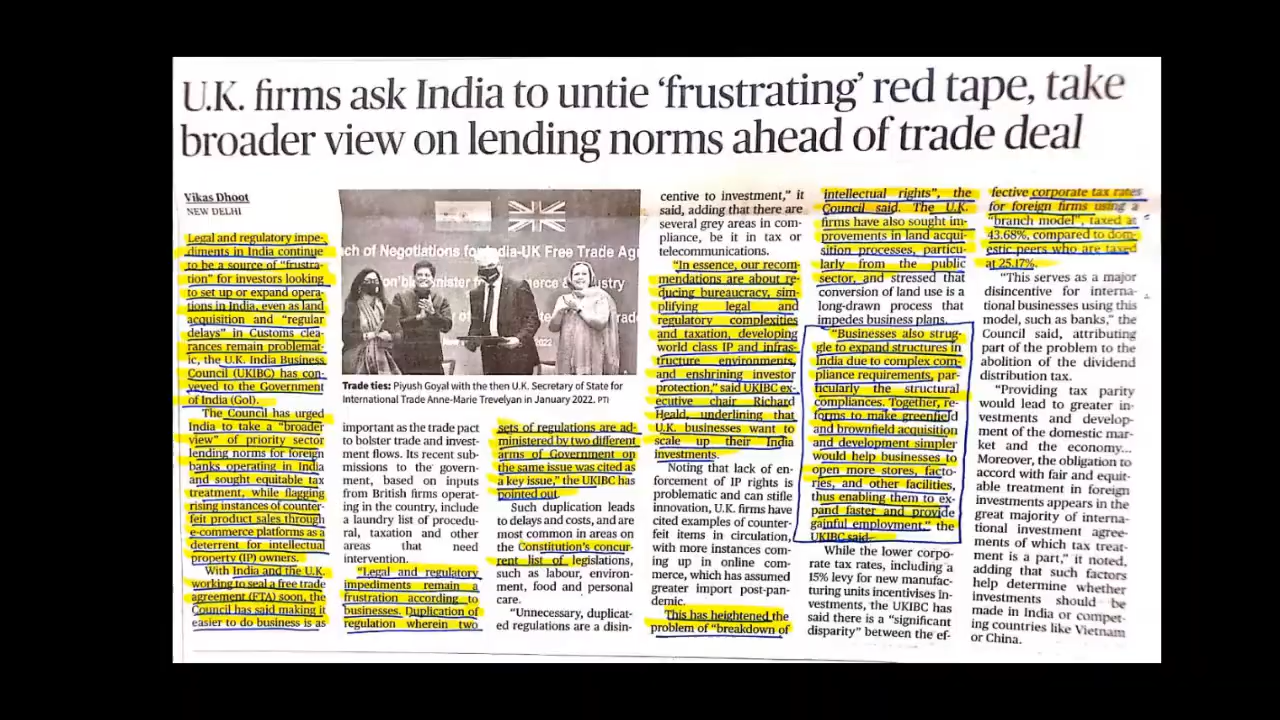 U.K. firms ask India to untie ‘frustrating’ red tape, take
broader view on lending norms ahead of trade deal
Vikas Dhoot
NEW DELHI
Legal and regulatory impe-
diments in India continue
to be a source of “frustra-
tion” for investors looking
to set up or expand opera-
tions in India, even as land
acquisition and “regular
delays” in Customs clea-
rances remain problemat-
ic, the U.K. India Business
Council (UKIBC) has con-
veyed to the Government
of India (GoI).
The Council has urged
India to take a “broader
view” of priority sector
lending norms for foreign
banks operating in India
and sought equitable tax
treatment, while flagging
rising instances of counter-
feit product sales through
e-commerce platforms as a
deterrent for intellectual
property (IP) owners.
With India and the U.K.
working to seal a free trade
agreement (FTA) soon, the
Council has said making it
easier to do business is as
ch of Negotiations for India-UK Free Trade Agr
Trade ties: Piyush Goyal with the then U.K. Secretary of State for
International Trade Anne-Marie Trevelyan in January 2022. PTI
important as the trade pact
to bolster trade and invest-
ment flows. Its recent sub-
missions to the govern-
ment, based on inputs
from British firms operat-
ing in the country, include
a laundry list of procedu-
ral, taxation and other
areas that need
intervention.
“Legal and regulatory
impediments remain a
frustration according to
businesses. Duplication of
regulation wherein two
sets of regulations are ad-
ministered by two different
arms of Government on
the same issue was cited as
a key issue,” the UKIBC has
pointed out.
Such duplication leads
to delays and costs, and are
most common in areas on
the Constitution’s concur-
rent list of legislations,
such as labour, environ-
ment, food and personal
care.
“Unnecessary, duplicat-
ed regulations are a disin-
centive to investment,” it
said, adding that there are
several grey areas in com-
pliance, be it in tax or
telecommunications.
“In essence, our recom-
mendations are about re-
ducing bureaucracy, sim-
plifying legal and
regulatory complexities
and taxation, developing
world class IP and infras-
tructure environments,
and enshrining investor
protection,” said UKIBC ex-
ecutive chair Richard
Heald, underlining that
U.K. businesses want to
scale up their India
investments.
Noting that lack of en-
forcement of IP rights is
problematic and can stifle
innovation, U.K. firms have
cited examples of counter-
feit items in circulation,
with more instances com-
ing up in online com-
merce, which has assumed
greater import post-pan-
demic.
This has heightened the
problem of “breakdown of
intellectual rights”, the
Council said. The U.K.
firms have also sought im-
provements in land acqui-
sition processes, particu-
larly from the public
sector, and stressed that
conversion of land use is a
long-drawn process that
impedes business plans.
“Businesses also strug-
gle to expand structures in
India due to complex com-
pliance requirements, par-
ticularly the structural
compliances. Together, re-
forms to make greenfield
and brownfield acquisition
and development simpler
would help businesses to
open more stores, facto-
ries, and other facilities,
thus enabling them to ex-
pand faster and provide
gainful employment,” the
UKIBC said.
While the lower corpo-
rate tax rates, including a
15% levy for new manufac-
turing units incentivises in-
vestments, the UKIBC has
said there is a “significant
disparity” between the ef-
fective corporate tax rates
for foreign firms using a
“branch model”, taxed at
43.68%, compared to dom-
estic peers who are taxed
at 25.17%.
“This serves as a major
disincentive for interna-
tional businesses using this
model, such as banks,” the
Council said, attributing
part of the problem to the
abolition of the dividend
distribution tax.
“Providing tax parity
would lead to greater in-
vestments and develop-
ment of the domestic mar-
ket and the economy...
Moreover, the obligation to
accord with fair and equit-
able treatment in foreign
investments appears in the
great majority of interna-
tional investment agree-
ments of which tax treat-
ment is a part,” it noted,
adding that such factors
help determine whether
investments should be
made in India or compet-
ing countries like Vietnam
or China.